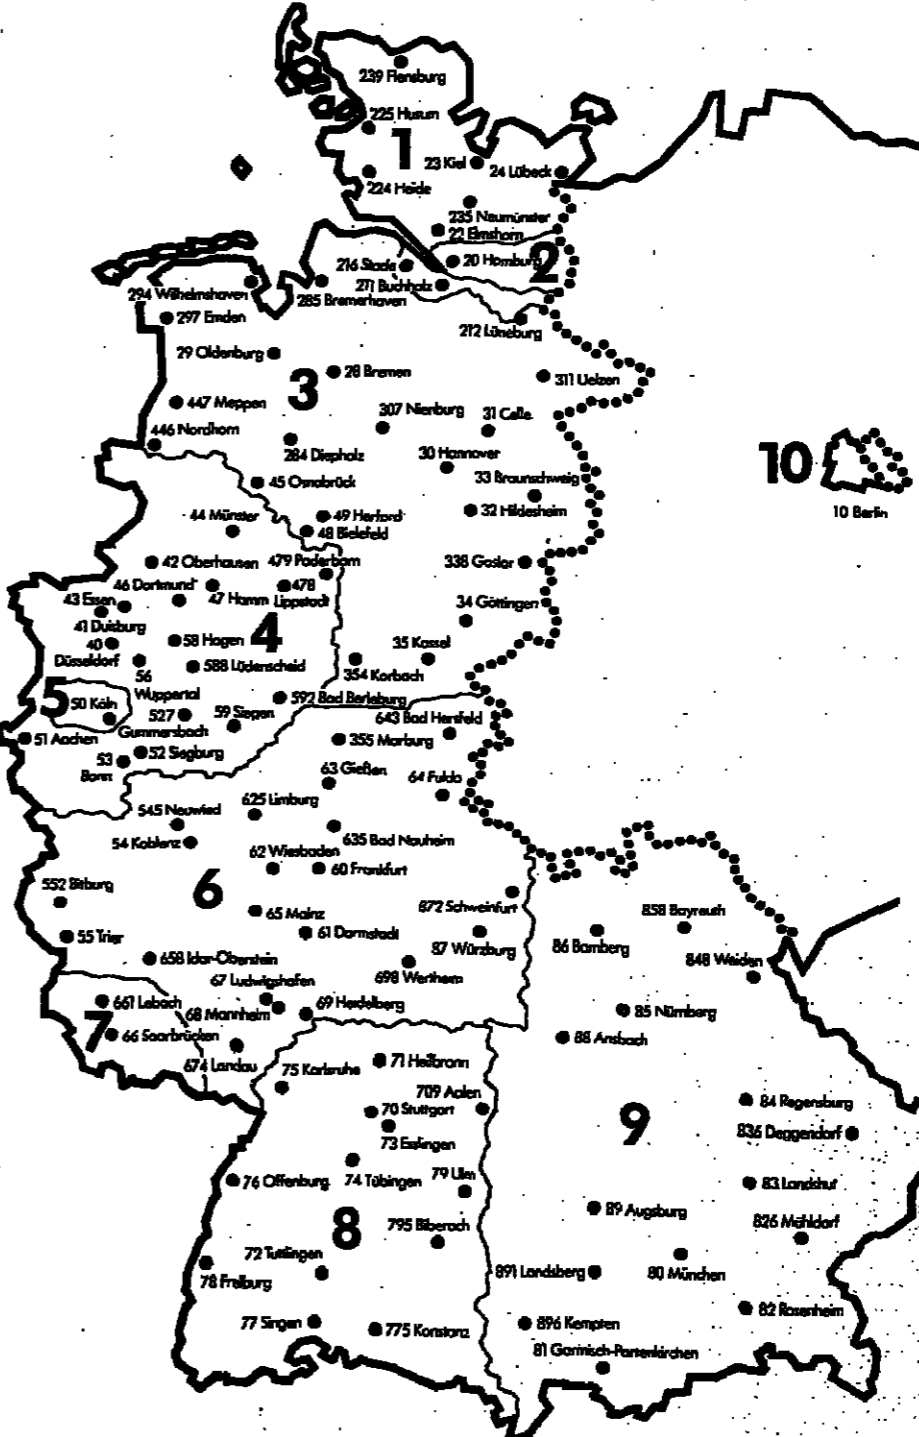 239 Flensburg
225 Husum
1
23 Kiel
24 Lübeck
224 Heide
235 Neumünster
22 Elmshorn
2
216 Stade
20 Hamburg
211 Buchholz
294 Wilhelmshaven
285 Bremerhaven
297 Emden
212 Lüneburg
29 Oldenburg
28 Bremen
311 Uelzen
3
447 Meppen
307 Nienburg
31 Celle
446 Nordhorn
284 Diepholz
30 Hannover
10
45 Osnabrück
33 Braunschweig
44 Münster
49 Herford
32 Hildesheim
10 Berlin
48 Bielefeld
42 Oberhausen
479 Paderborn
338 Goslar
46 Dortmund
478
Lippstadt
43 Essen
47 Hamm
34 Göttingen
41 Duisburg
4
40
Düsseldorf
58 Hagen
35 Kassel
56
Wuppertal
588 Lüdenscheid
354 Korbach
5
50 Köln
592 Bad Berleburg
527
Gummersbach
59 Siegen
643 Bad Hersfeld
51 Aachen
53
Bonn
52 Siegburg
355 Marburg
63 Gießen
64 Fulda
545 Neuwied
625 Limburg
54 Koblenz
635 Bad Nauheim
62 Wiesbaden
60 Frankfurt
552 Bitburg
6
872 Schweinfurt
65 Mainz
858 Bayreuth
55 Trier
61 Darmstadt
87 Würzburg
86 Bamberg
658 Idar-Oberstein
848 Weiden
67 Ludwigshafen
698 Wertheim
661 Lebach
68 Mannheim
69 Heidelberg
85 Nürnberg
7
66 Saarbrücken
88 Ansbach
674 Landau
75 Karlsruhe
71 Heilbronn
709 Aalen
84 Regensburg
70 Stuttgart
9
836 Deggendorf
73 Esslingen
76 Offenburg
74 Tübingen
79 Ulm
83 Landshut
8
795 Biberach
89 Augsburg
826 Mühldorf
72 Tuttlingen
78 Freiburg
891 Landsberg
80 München
77 Singen
775 Konstanz
896 Kempten
82 Rosenheim
81 Garmisch-Partenkirchen